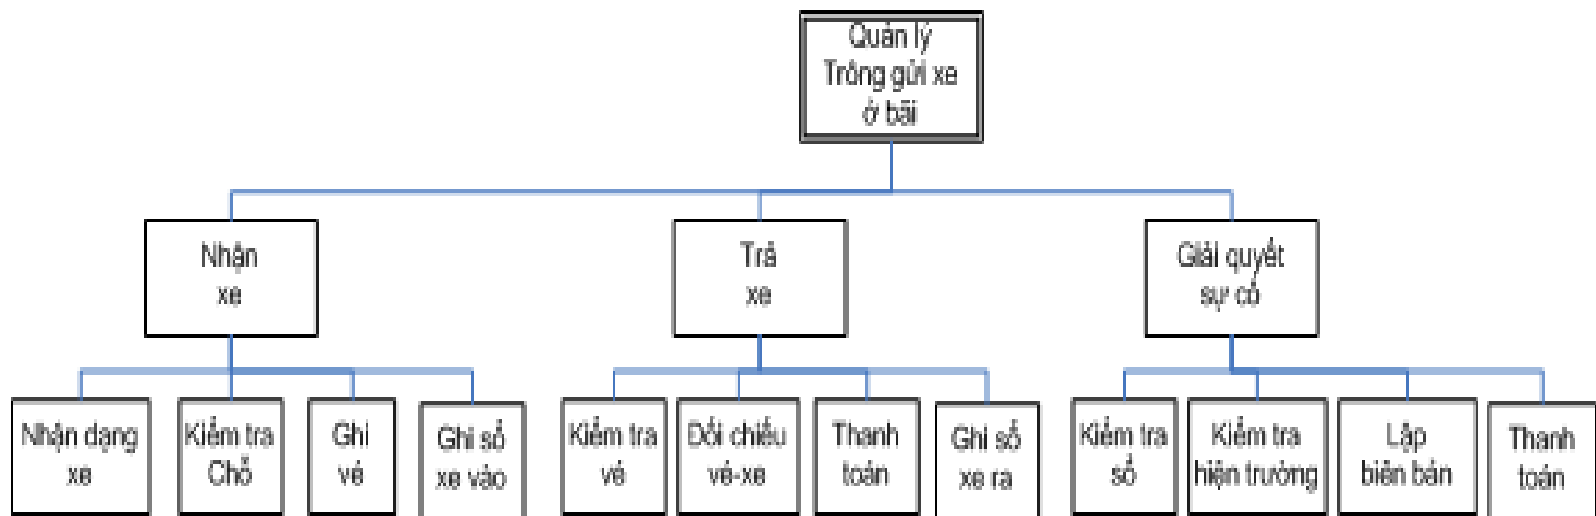 Quản lý
Trông gửi xe
ở bãi
Nhận
xe
Trả
xe
Giải quyết
sự cố
Nhận dạng
xe
Kiểm tra
Chỗ
Ghi
vé
Ghi sổ
xe vào
Kiểm tra
vé
Đối chiếu
vé-xe
Thanh
toán
Ghi sổ
xe ra
Kiểm tra
sổ
Kiểm tra
hiện trường
Lập
biên bản
Thanh
toán